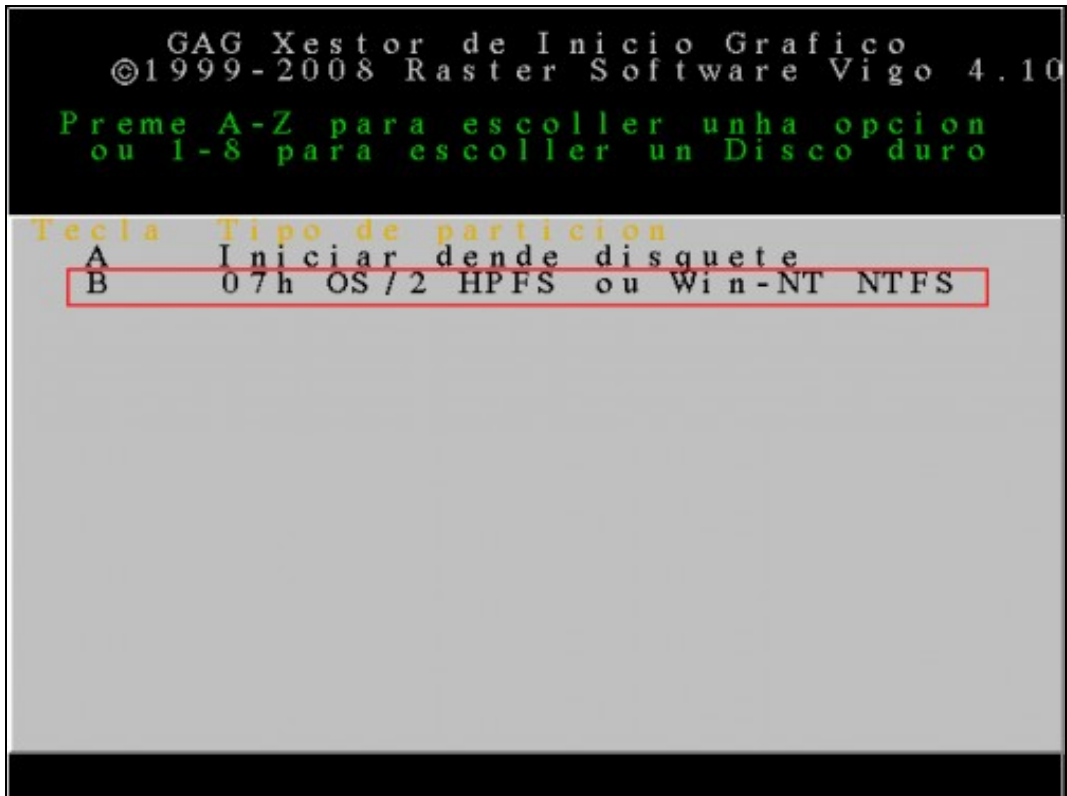 GAG Xestor de Inicio Grafico
©1999-2008 Raster Software Vigo 4.10
Preme A-Z para escoller unha opcion
ou 1-8 para escoller un Disco duro
Tecla Tipo de particion
A Iniciar dende disquete
B 07h OS/2 HPFS ou Win-NT NTFS